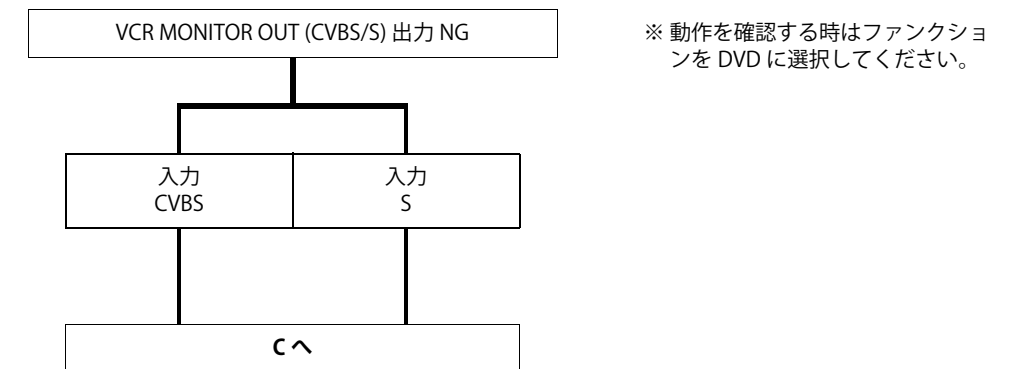 VCR MONITOR OUT (CVBS/S) 出力 NG
※ 動作を確認する時はファンクショ
ンを DVD に選択してください。
入力
CVBS
入力
S
C へ